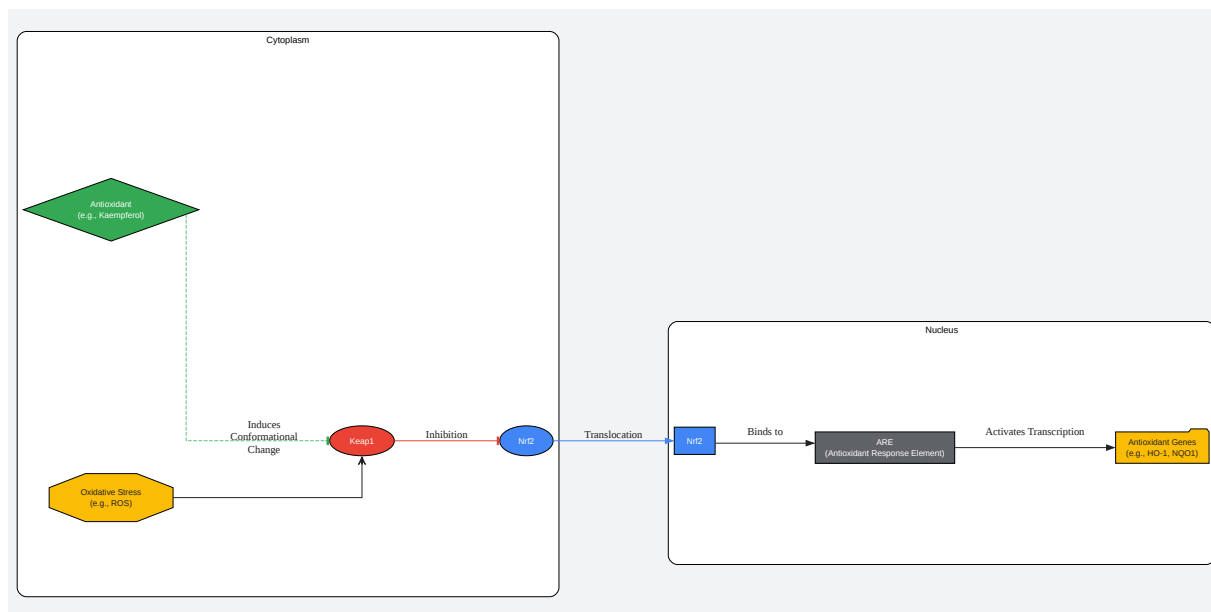 Cytoplasm
Antioxidant
(e.g., Kaempferol)
Induces
Conformational
Change
Keap1
Inhibition
Nrf2
Translocation
Oxidative Stress
(e.g., ROS)
Nucleus
Nrf2
Binds to
ARE
(Antioxidant Response Element)
Activates Transcription
Antioxidant Genes
(e.g., HO-1, NQO1)